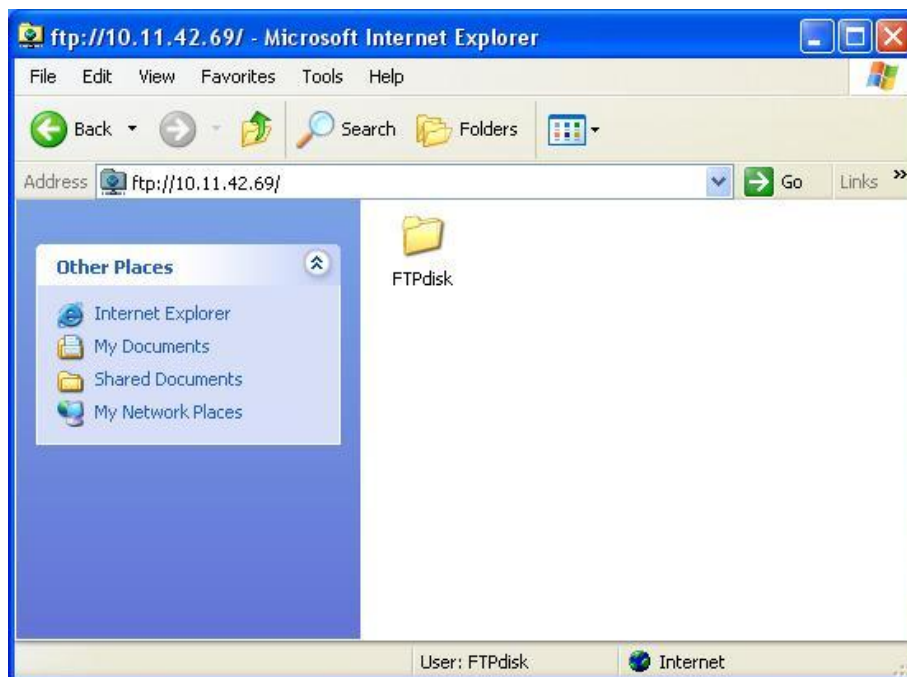 ftp://10.11.42.69/ - Microsoft Internet Explorer
File Edit View Favorites Tools Help
Back Search Folders
Address ftp://10.11.42.69/ Go Links »
Other Places
Internet Explorer
My Documents
Shared Documents
My Network Places
FTPdisk
User: FTPdisk Internet